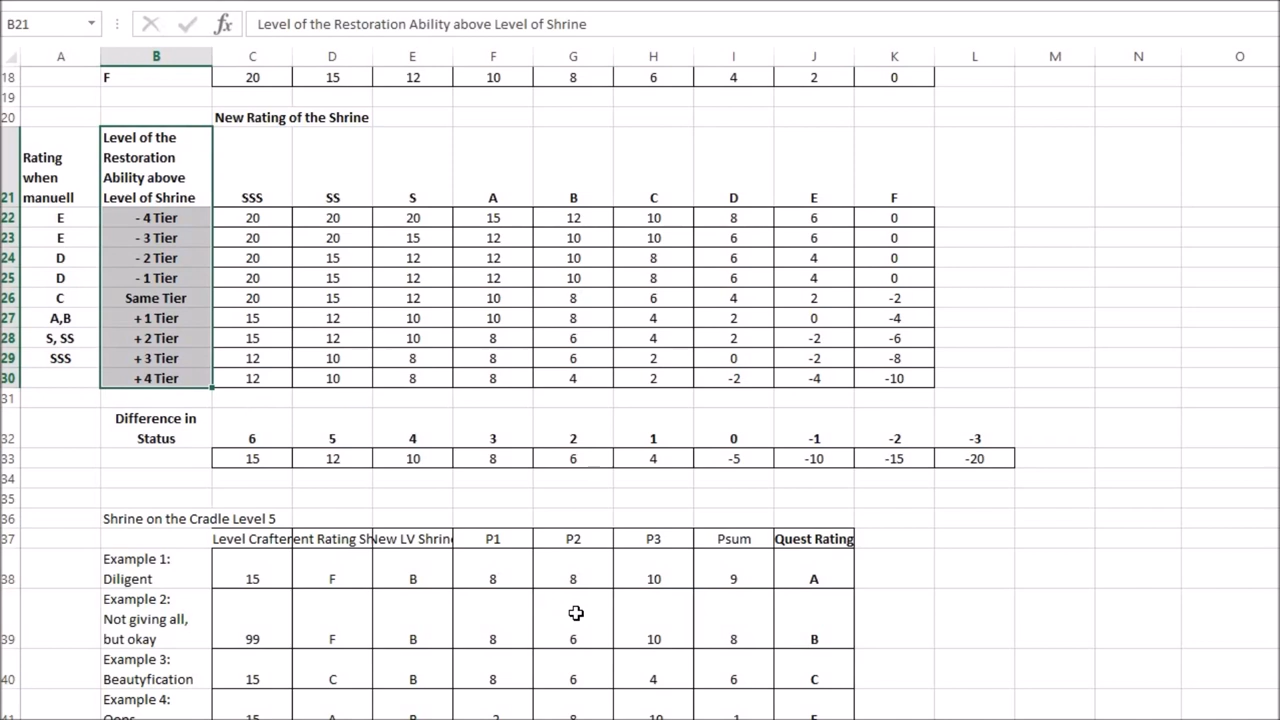 B21 fx Level of the Restoration Ability above Level of Shrine
A B C D E F G H I J K L M N O
18 F 20 15 12 10 8 6 4 2 0
19
20 New Rating of the Shrine
21 Rating when manuell Level of the Restoration Ability above Level of Shrine SSS SS S A B C D E F
22 E - 4 Tier 20 20 20 15 12 10 8 6 0
23 E - 3 Tier 20 20 15 12 10 10 6 6 0
24 D - 2 Tier 20 15 12 12 10 8 6 4 0
25 D - 1 Tier 20 15 12 12 10 8 6 4 0
26 C Same Tier 20 15 12 10 8 6 4 2 -2
27 A,B + 1 Tier 15 12 10 10 8 4 2 0 -4
28 S, SS + 2 Tier 15 12 10 8 6 4 2 -2 -6
29 SSS + 3 Tier 12 10 8 8 6 2 0 -2 -8
30 + 4 Tier 12 10 8 8 4 2 -2 -4 -10
31
32 Difference in Status 6 5 4 3 2 1 0 -1 -2 -3
33 15 12 10 8 6 4 -5 -10 -15 -20
34
35
36 Shrine on the Cradle Level 5
37 Level Crafter ent Rating Sh New LV Shrine P1 P2 P3 Psum Quest Rating
38 Example 1: Diligent 15 F B 8 8 10 9 A
39 Example 2: Not giving all, but okay 99 F B 8 6 10 8 B
40 Example 3: Beautyfication 15 C B 8 6 4 6 C
Example 4: